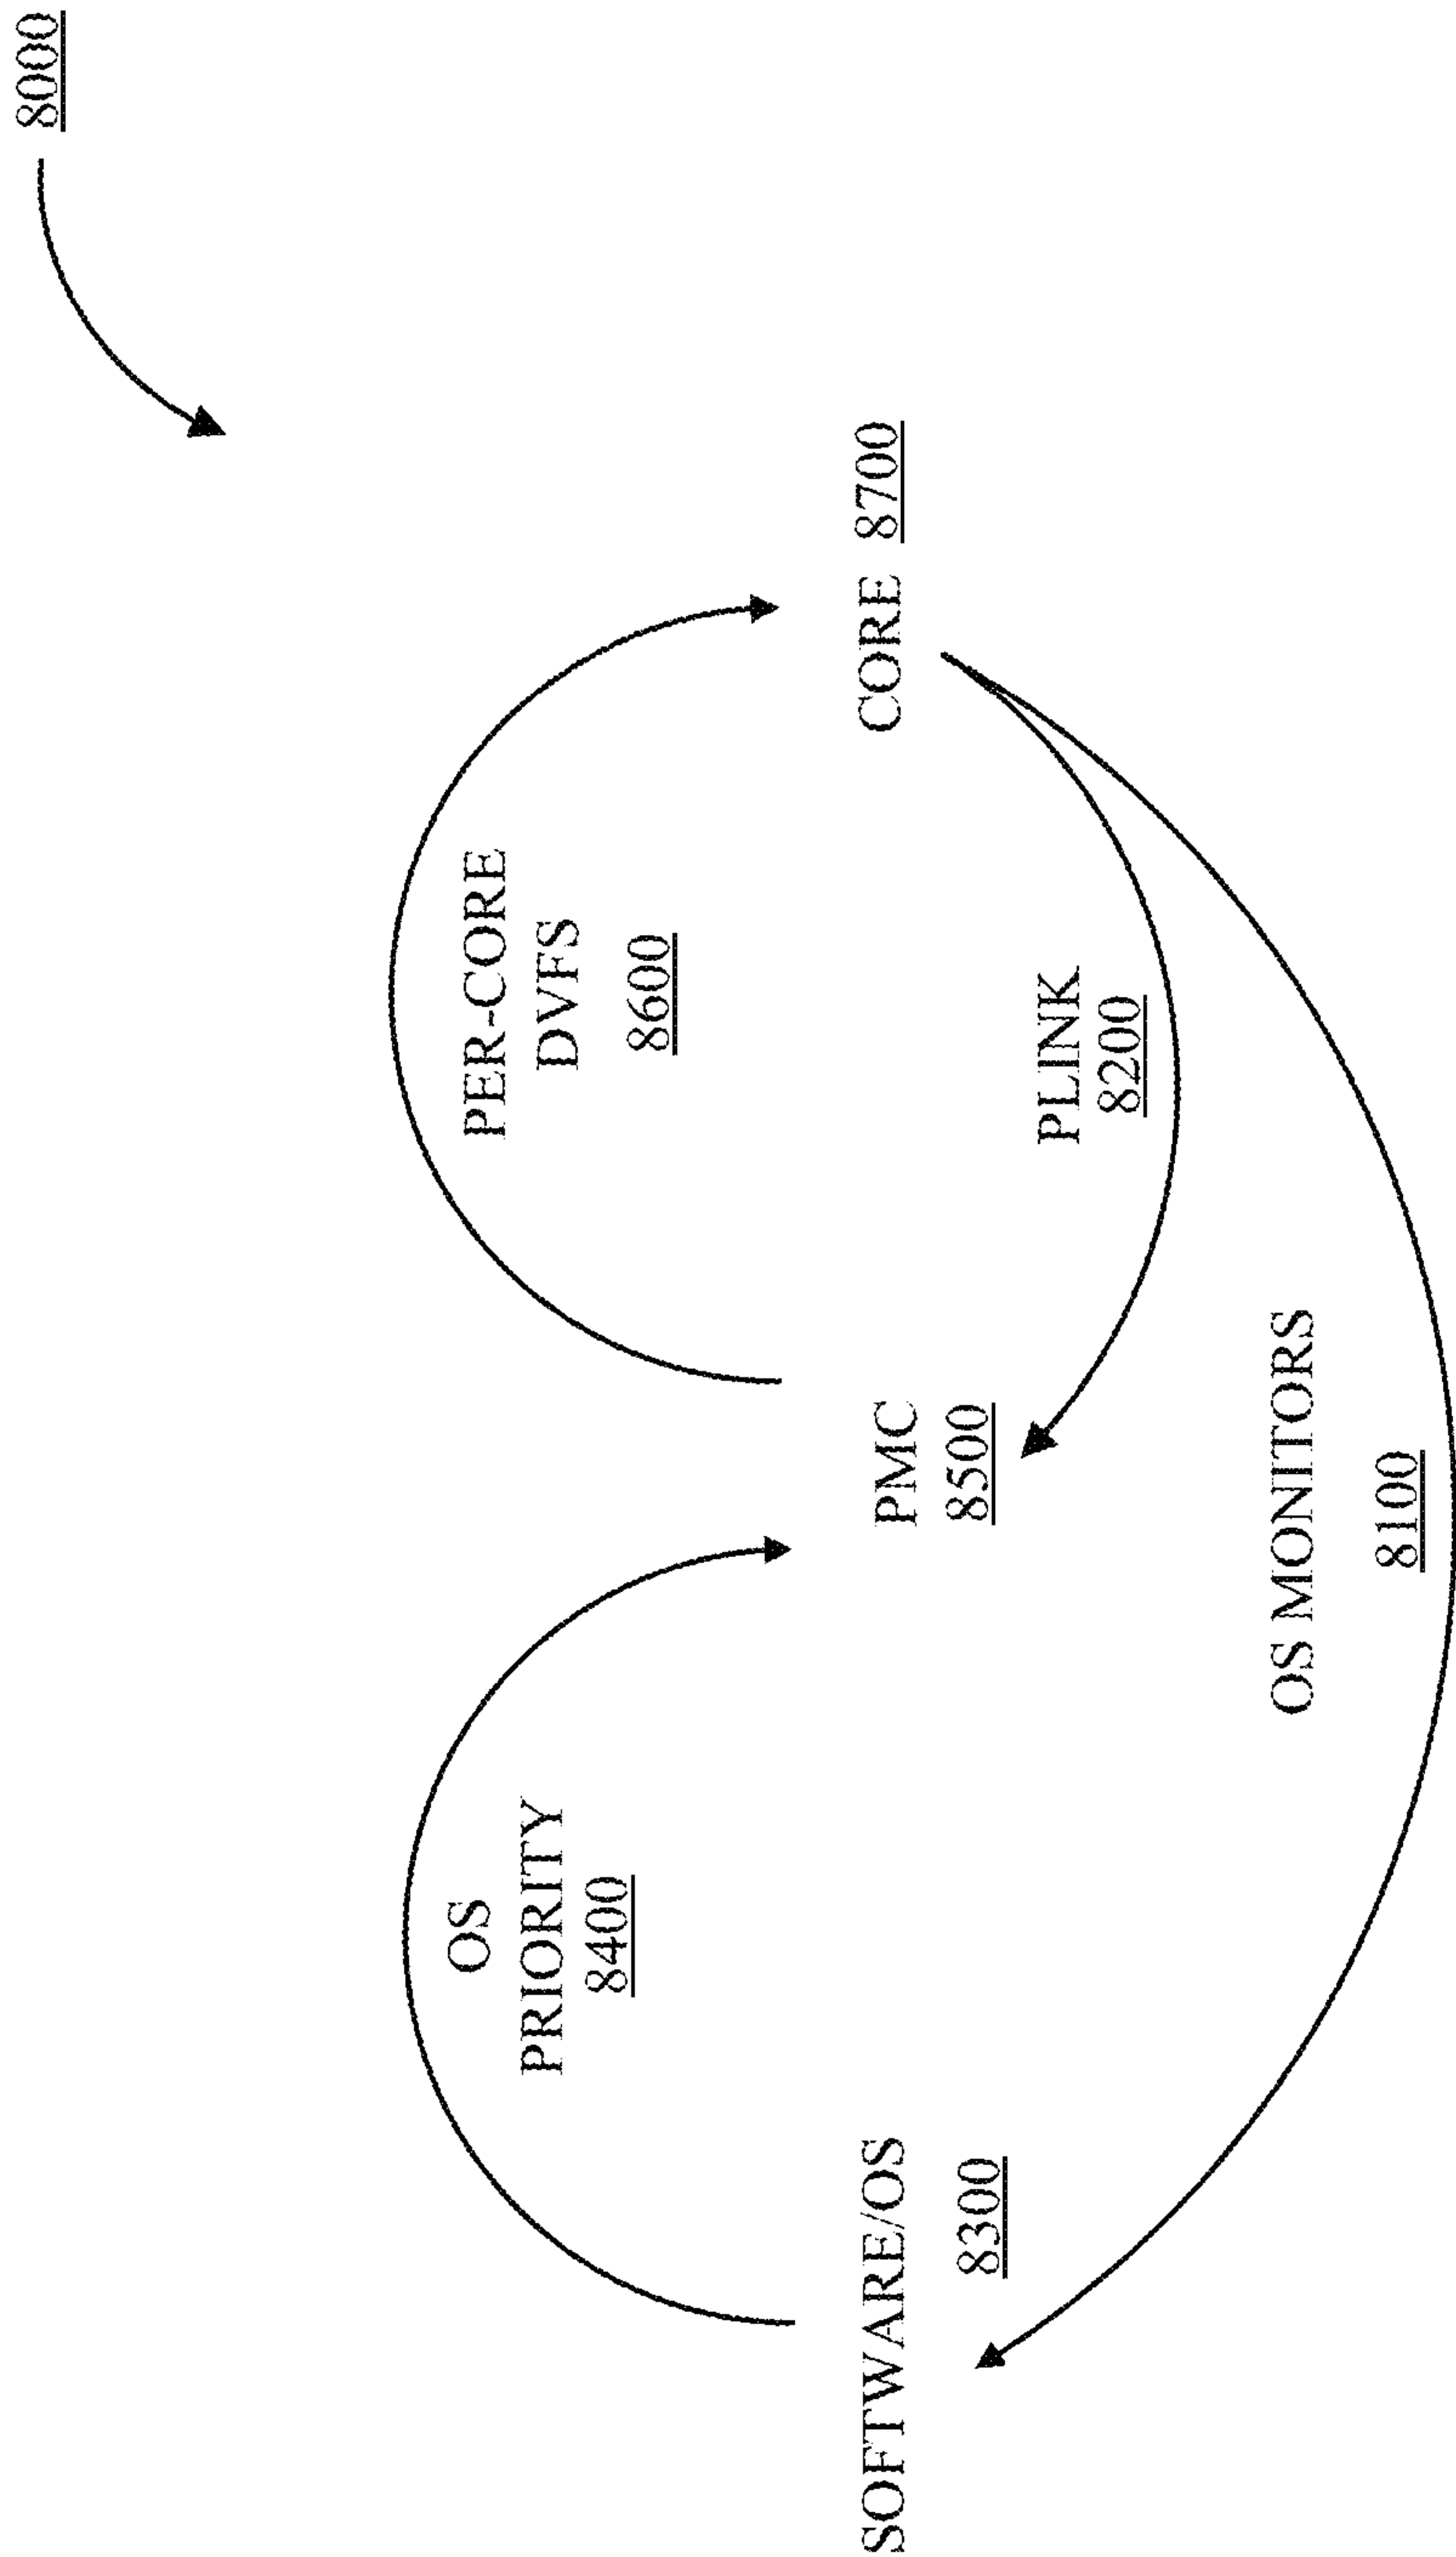 8000
PER-CORE
DVFS
8600
OS
PRIORITY
8400
SOFTWARE/OS
8300
PMC
8500
CORE 8700
PLINK
8200
OS MONITORS
8100